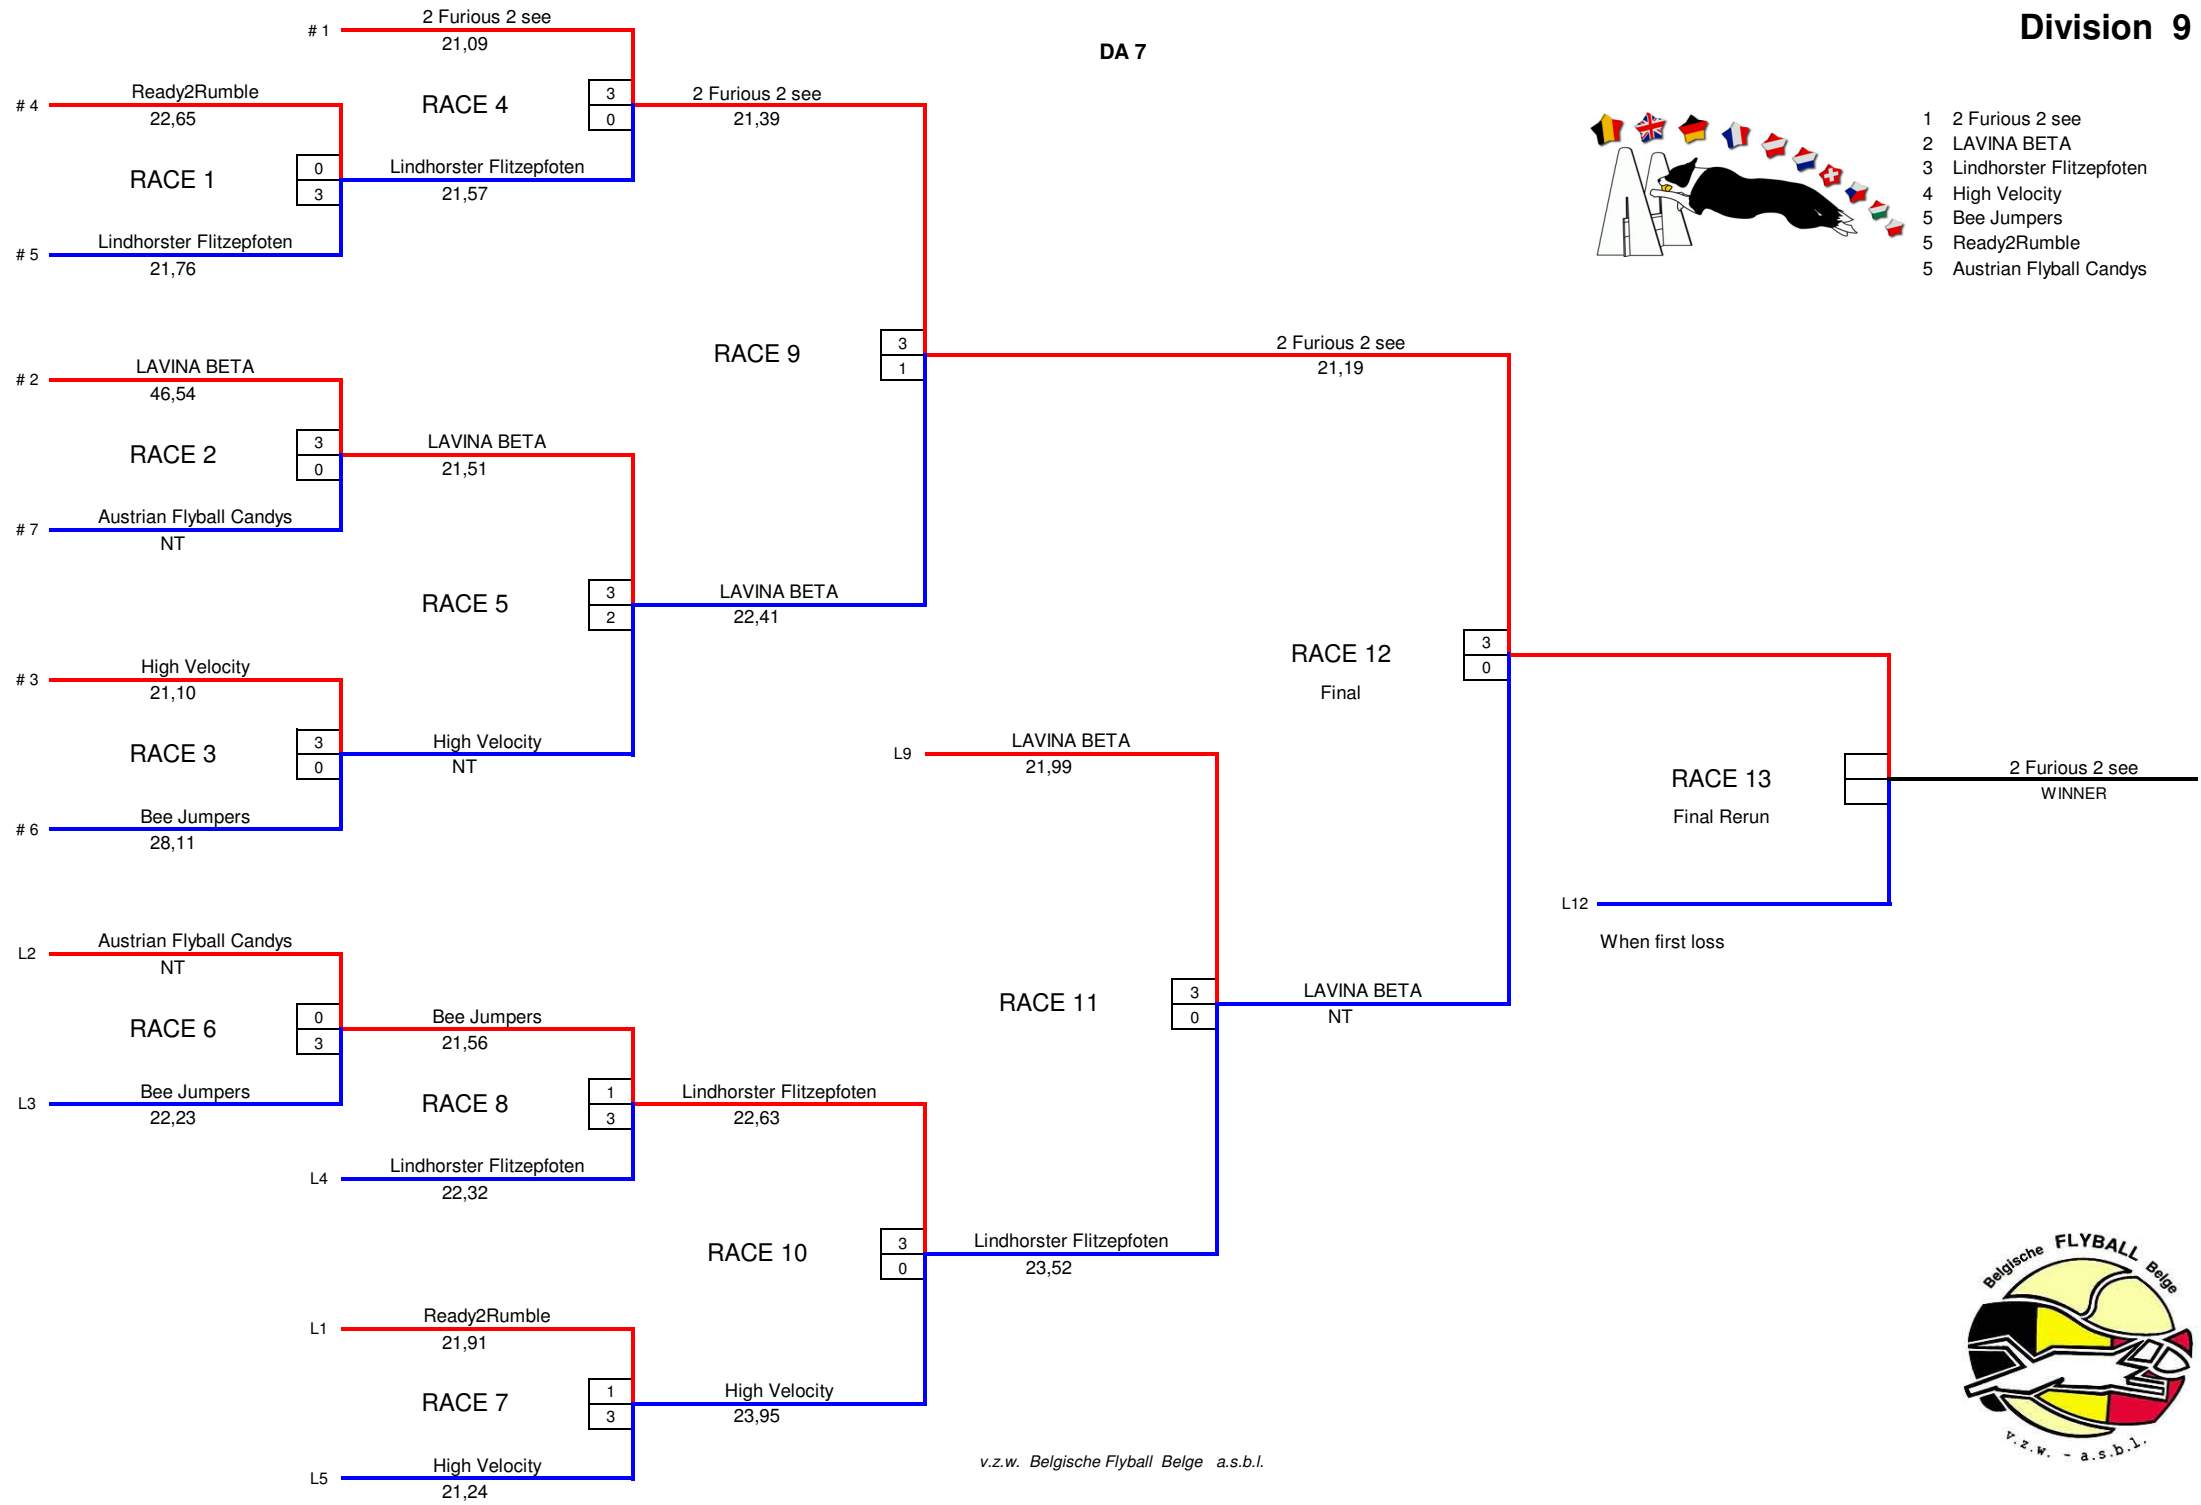 Division 9
DA 7
1 2 Furious 2 see
2 LAVINA BETA
3 Lindhorster Flitzepfoten
4 High Velocity
5 Bee Jumpers
5 Ready2Rumble
5 Austrian Flyball Candys
# 1
2 Furious 2 see
21,09
# 4
Ready2Rumble
22,65
RACE 1
0
3
# 5
Lindhorster Flitzepfoten
21,76
RACE 4
3
0
Lindhorster Flitzepfoten
21,57
2 Furious 2 see
21,39
# 2
LAVINA BETA
46,54
RACE 2
3
0
# 7
Austrian Flyball Candys
NT
LAVINA BETA
21,51
RACE 5
3
2
# 3
High Velocity
21,10
RACE 3
3
0
# 6
Bee Jumpers
28,11
High Velocity
NT
RACE 9
3
1
LAVINA BETA
22,41
2 Furious 2 see
21,19
RACE 12
Final
3
0
L9
LAVINA BETA
21,99
RACE 11
3
0
LAVINA BETA
NT
RACE 13
Final Rerun
2 Furious 2 see
WINNER
L12
When first loss
L2
Austrian Flyball Candys
NT
RACE 6
0
3
L3
Bee Jumpers
22,23
Bee Jumpers
21,56
RACE 8
1
3
L4
Lindhorster Flitzepfoten
22,32
Lindhorster Flitzepfoten
22,63
RACE 10
3
0
Lindhorster Flitzepfoten
23,52
L1
Ready2Rumble
21,91
RACE 7
1
3
L5
High Velocity
21,24
High Velocity
23,95
v.z.w. Belgische Flyball Belge a.s.b.l.
Belgische FLYBALL Belge
v.z.w. - a.s.b.l.